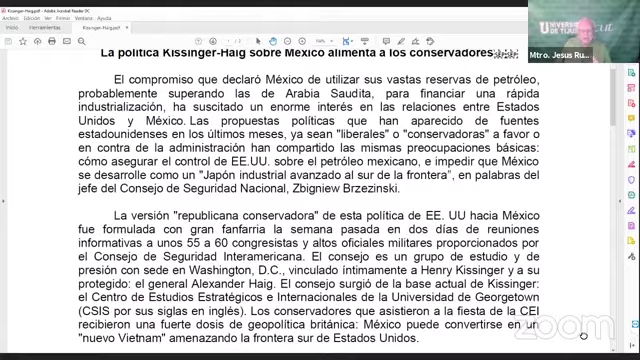 Kissinger-Haig.pdf - Adobe Acrobat Reader DC
Inicio Herramientas Kissinger-Haig.pdf
UNIVERSIDAD DE TIJUANA CUT
Mtro. Jesus Ru...
La política Kissinger-Haig sobre México alimenta a los conservadores
El compromiso que declaró México de utilizar sus vastas reservas de petróleo,
probablemente superando las de Arabia Saudita, para financiar una rápida
industrialización, ha suscitado un enorme interés en las relaciones entre Estados
Unidos y México. Las propuestas políticas que han aparecido de fuentes
estadounidenses en los últimos meses, ya sean "liberales" o "conservadoras" a favor o
en contra de la administración han compartido las mismas preocupaciones básicas:
cómo asegurar el control de EE.UU. sobre el petróleo mexicano, e impedir que México
se desarrolle como un "Japón industrial avanzado al sur de la frontera", en palabras del
jefe del Consejo de Seguridad Nacional, Zbigniew Brzezinski.
La versión "republicana conservadora" de esta política de EE. UU hacia México
fue formulada con gran fanfarria la semana pasada en dos días de reuniones
informativas a unos 55 a 60 congresistas y altos oficiales militares proporcionados por
el Consejo de Seguridad Interamericana. El consejo es un grupo de estudio y de
presión con sede en Washington, D.C., vinculado íntimamente a Henry Kissinger y a su
protegido: el general Alexander Haig. El consejo surgió de la base actual de Kissinger:
el Centro de Estudios Estratégicos e Internacionales de la Universidad de Georgetown
(CSIS por sus siglas en inglés). Los conservadores que asistieron a la fiesta de la CEI
recibieron una fuerte dosis de geopolítica británica: México puede convertirse en un
"nuevo Vietnam" amenazando la frontera sur de Estados Unidos.
zoom